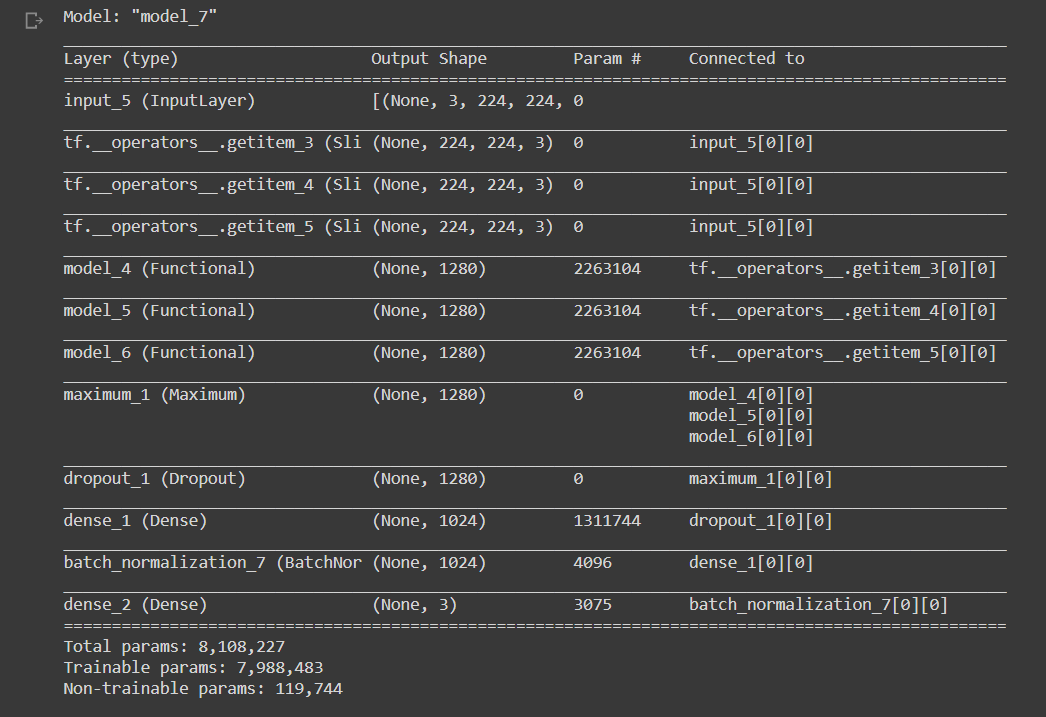 Model: "model_7"
Layer (type) Output Shape Param # Connected to
input_5 (InputLayer) [(None, 3, 224, 224, 0
tf.__operators__.getitem_3 (Sli (None, 224, 224, 3) 0 input_5[0][0]
tf.__operators__.getitem_4 (Sli (None, 224, 224, 3) 0 input_5[0][0]
tf.__operators__.getitem_5 (Sli (None, 224, 224, 3) 0 input_5[0][0]
model_4 (Functional) (None, 1280) 2263104 tf.__operators__.getitem_3[0][0]
model_5 (Functional) (None, 1280) 2263104 tf.__operators__.getitem_4[0][0]
model_6 (Functional) (None, 1280) 2263104 tf.__operators__.getitem_5[0][0]
maximum_1 (Maximum) (None, 1280) 0 model_4[0][0]
model_5[0][0]
model_6[0][0]
dropout_1 (Dropout) (None, 1280) 0 maximum_1[0][0]
dense_1 (Dense) (None, 1024) 1311744 dropout_1[0][0]
batch_normalization_7 (BatchNor (None, 1024) 4096 dense_1[0][0]
dense_2 (Dense) (None, 3) 3075 batch_normalization_7[0][0]
Total params: 8,108,227
Trainable params: 7,988,483
Non-trainable params: 119,744